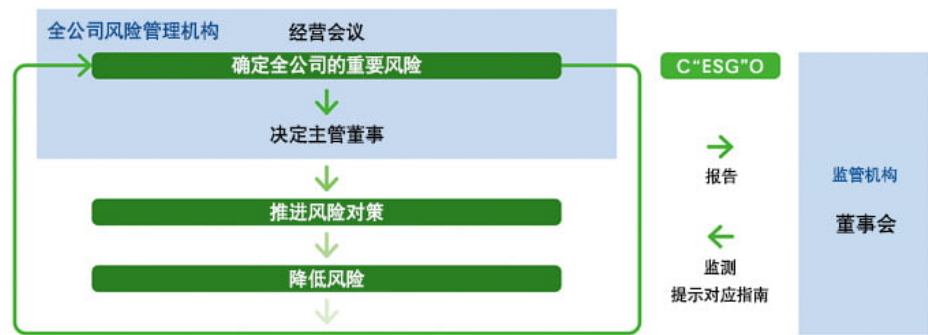 全公司风险管理机构
经营会议
确定全公司的重要风险
决定主管董事
推进风险对策
降低风险
C“ESG”O
报告
监测
提示对应指南
监管机构
董事会